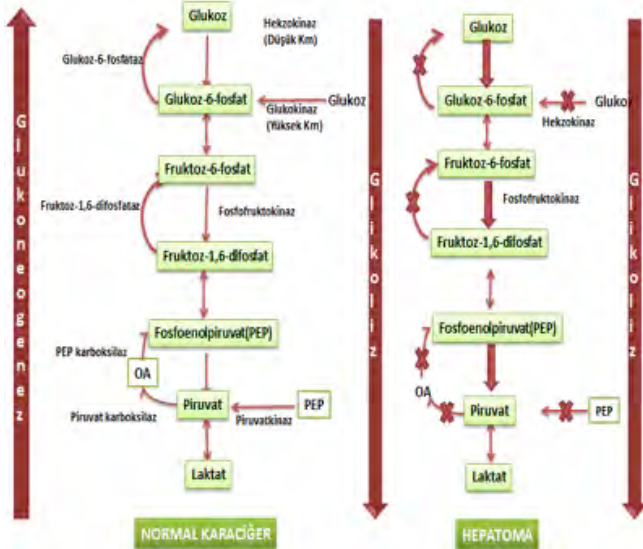 Glukoneogenez
Glukoz
Hekzokinaz
(Düşük Km)
Glukoz-6-fosfataz
Glukoz-6-fosfat
Glukoz
Glukokinaz
(Yüksek Km)
Fruktoz-6-fosfat
Fruktoz-1,6-difosfataz
Fosfofruktokinaz
Fruktoz-1,6-difosfat
Fosfoenolpiruvat(PEP)
PEP karboksilaz
OA
Piruvat karboksilaz
Piruvat
Piruvatkinaz
PEP
Laktat
NORMAL KARACİĞER
Glikoliz
Glukoz
Glukoz-6-fosfat
Glukoz
Hekzokinaz
Fruktoz-6-fosfat
Fosfofruktokinaz
Fruktoz-1,6-difosfat
Fosfoenolpiruvat(PEP)
OA
Piruvat
PEP
Laktat
HEPATOMA
Glikoliz